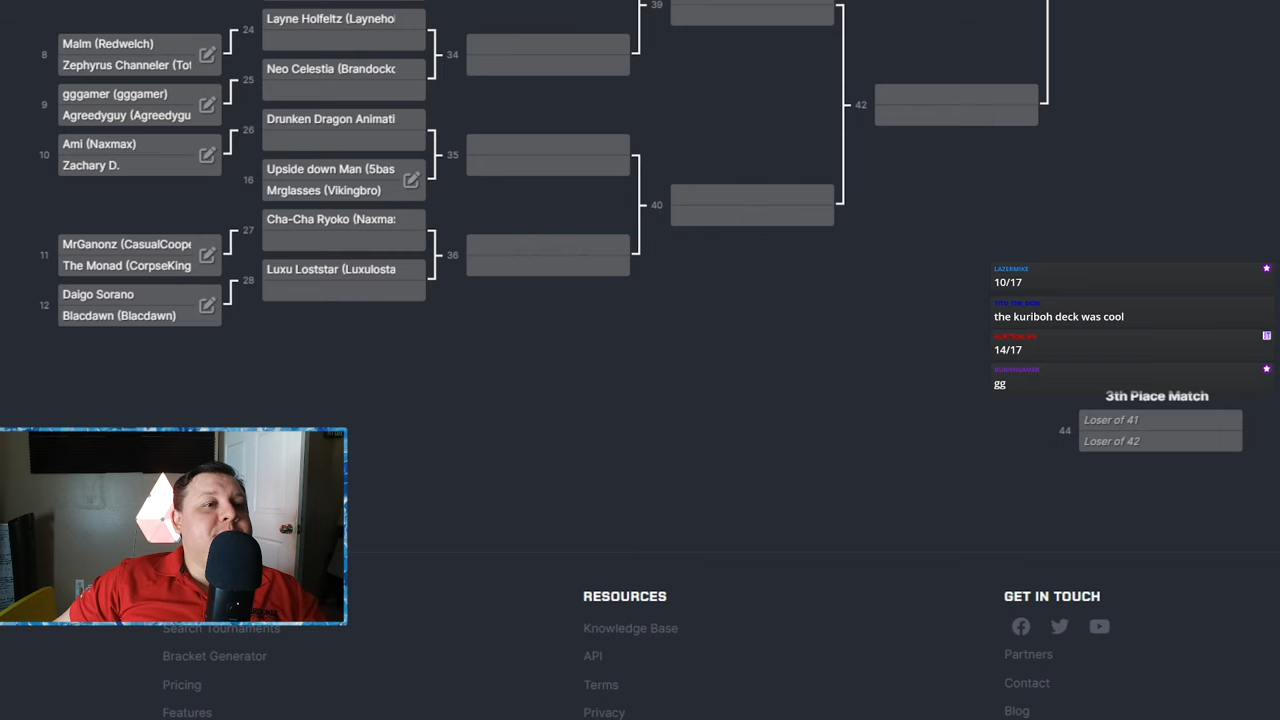 39
Layne Holfeltz (Layneho
24
Malm (Redwelch)
8
Zephyrus Channeler (Tot
34
Neo Celestia (Brandocko
25
gggamer (gggamer)
9
Agreedyguy (Agreedygu
42
Drunken Dragon Animati
26
Ami (Naxmax)
10
Zachary D.
35
Upside down Man (5bas
16
Mrglasses (Vikingbro)
40
Cha-Cha Ryoko (Naxma
27
MrGanonz (CasualCoope
11
The Monad (CorpseKing
36
Luxu Loststar (Luxulosta
28
Daigo Sorano
12
Blacdawn (Blacdawn)
LAZERMIKE
10/17
the kuriboh deck was cool
14/17
gg
3th Place Match
Loser of 41
44
Loser of 42
RESOURCES
GET IN TOUCH
Search Tournaments
Knowledge Base
Bracket Generator
API
Partners
Pricing
Terms
Contact
Features
Privacy
Blog